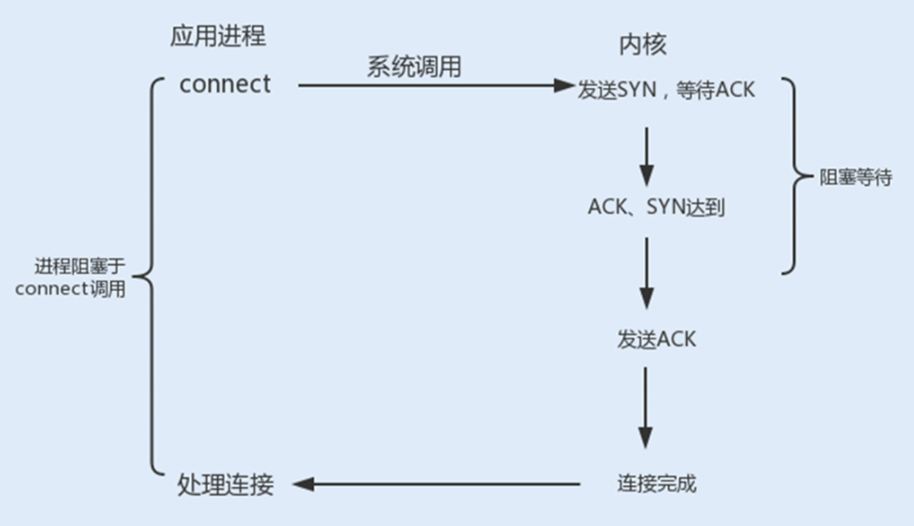 应用进程
内核
connect
系统调用
发送SYN，等待ACK
阻塞等待
ACK、SYN达到
进程阻塞于
connect调用
发送ACK
处理连接
连接完成